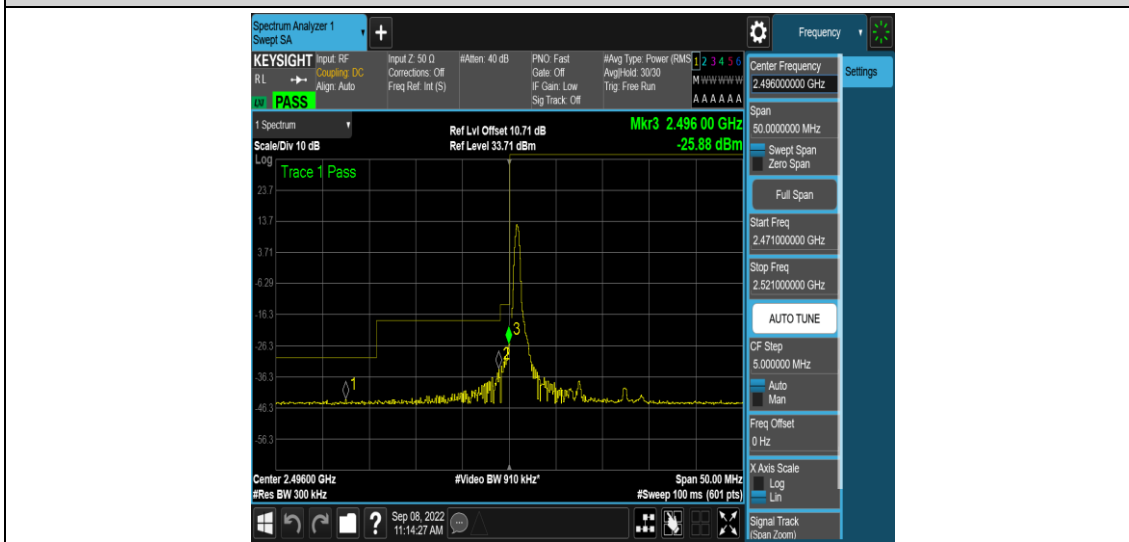 Spectrum Analyzer 1
Swept SA
+
Frequency
KEYSIGHT
RL
PASS
Input: RF
Coupling: DC
Align: Auto
Input Z: 50 Ω
Corrections: Off
Freq Ref: Int (S)
#Atten: 40 dB
PNO: Fast
Gate: Off
IF Gain: Low
Sig Track: Off
#Avg Type: Power (RMS
Avg|Hold: 30/30
Trig: Free Run
1 2 3 4 5 6
M W W W W W
A A A A A A
1 Spectrum
Scale/Div 10 dB
Ref Lvl Offset 10.71 dB
Ref Level 33.71 dBm
Mkr3 2.496 00 GHz
-25.88 dBm
Log
Trace 1 Pass
23.7
13.7
3.71
-6.29
-16.3
-26.3
-36.3
-46.3
-56.3
1
2
3
Center 2.49600 GHz
#Res BW 300 kHz
#Video BW 910 kHz*
Span 50.00 MHz
#Sweep 100 ms (601 pts)
?
Sep 08, 2022
11:14:27 AM
Center Frequency
2.496000000 GHz
Settings
Span
50.0000000 MHz
Swept Span
Zero Span
Full Span
Start Freq
2.471000000 GHz
Stop Freq
2.521000000 GHz
AUTO TUNE
CF Step
5.000000 MHz
Auto
Man
Freq Offset
0 Hz
X Axis Scale
Log
Lin
Signal Track
(Span Zoom)